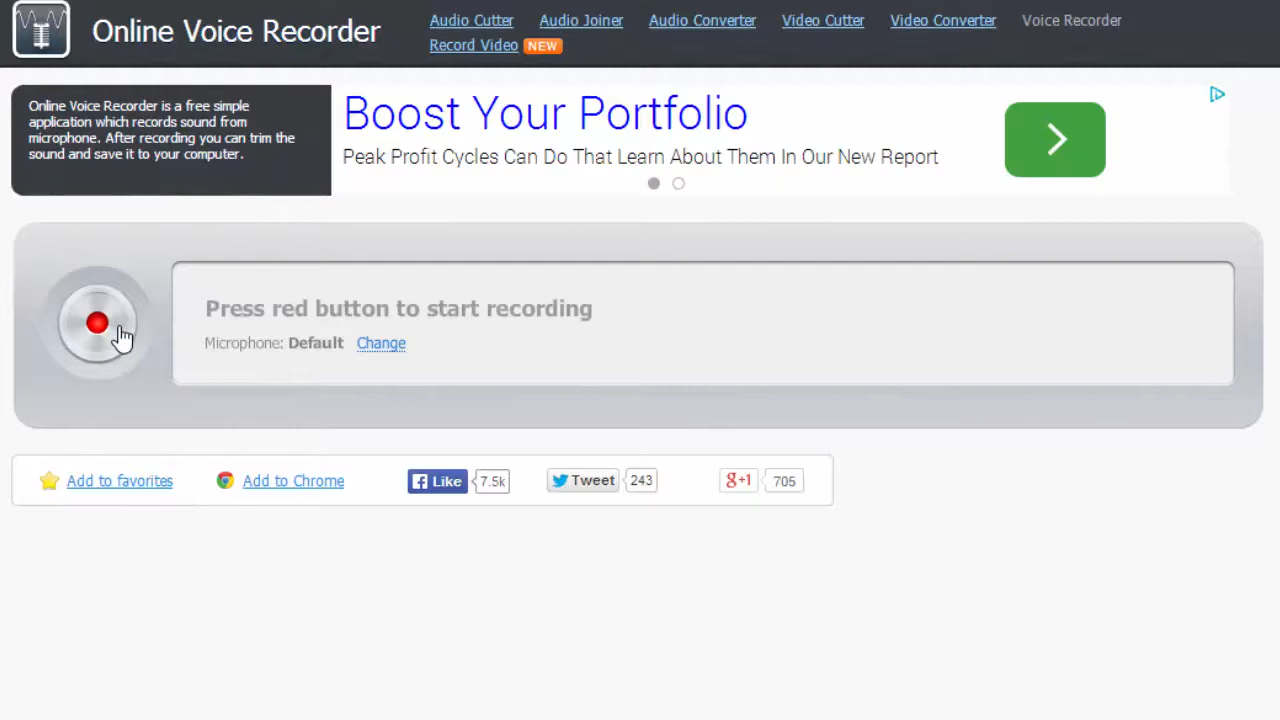 Online Voice Recorder
Audio Cutter Audio Joiner Audio Converter Video Cutter Video Converter Voice Recorder
Record Video NEW
Online Voice Recorder is a free simple
application which records sound from
microphone. After recording you can trim the
sound and save it to your computer.
Boost Your Portfolio
Peak Profit Cycles Can Do That Learn About Them In Our New Report
Press red button to start recording
Microphone: Default Change
Add to favorites Add to Chrome Like 7.5k Tweet 243 g+1 705